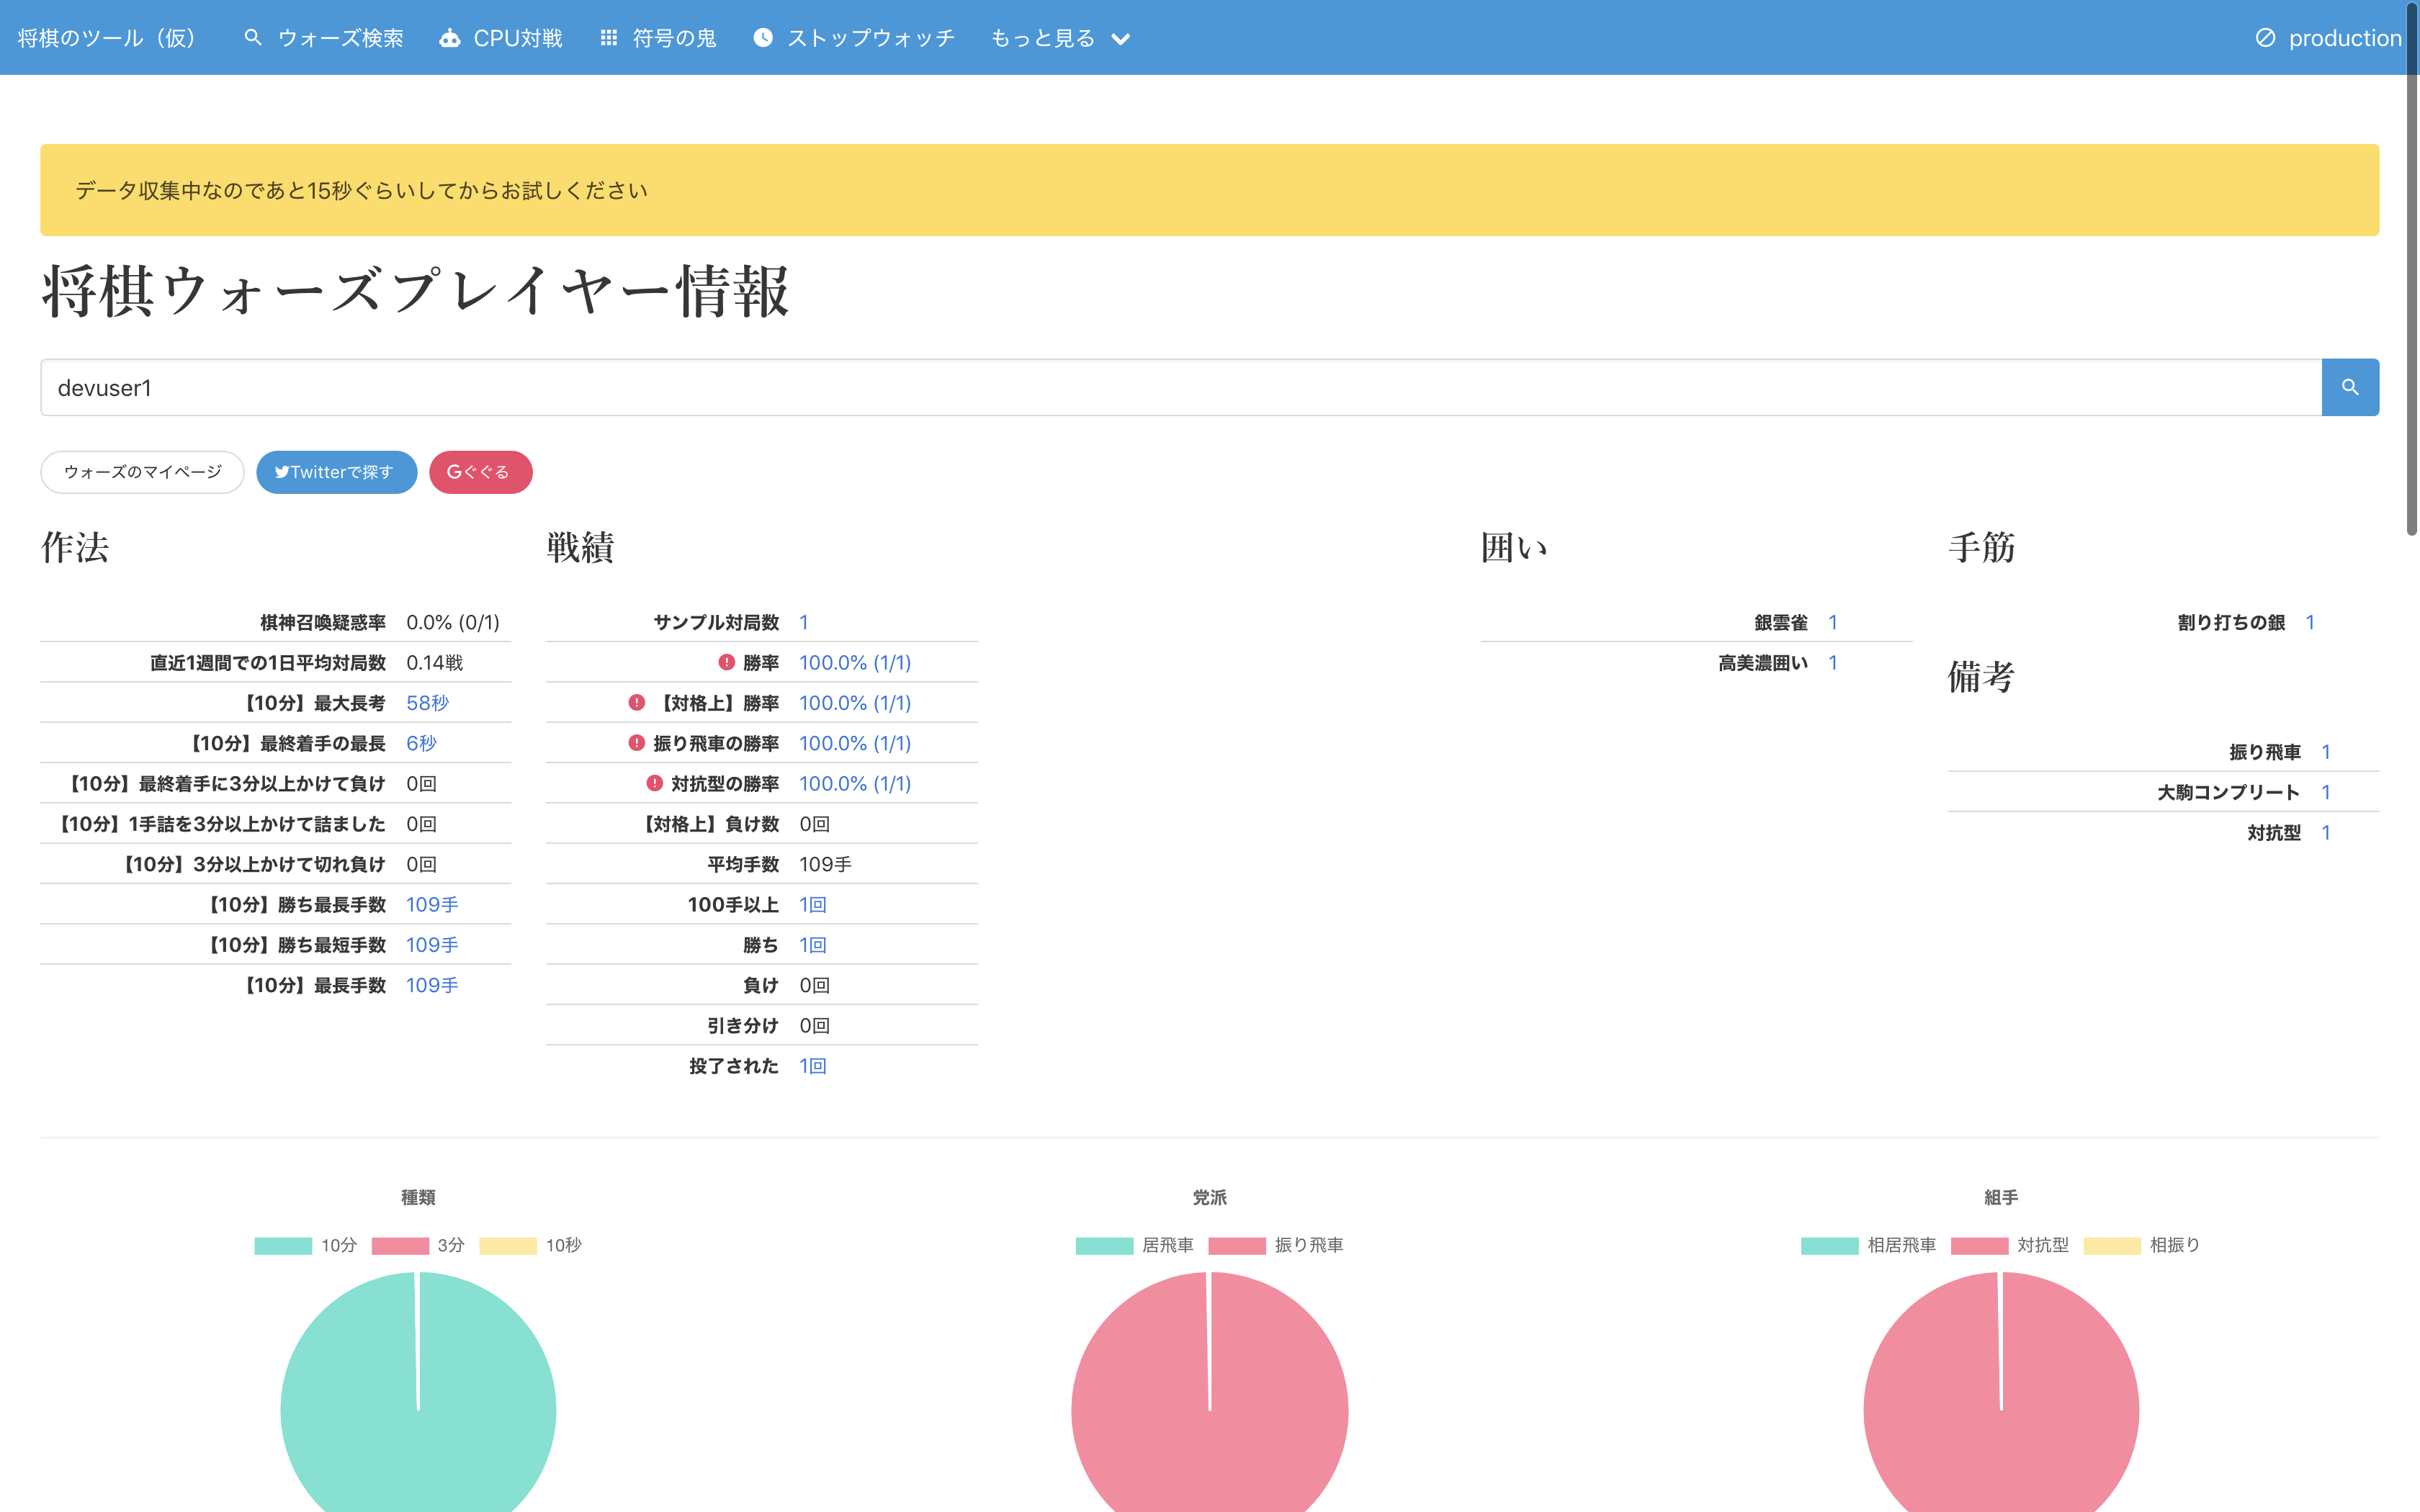 将棋のツール（仮） ウォーズ検索 CPU対戦 符号の鬼 ストップウォッチ もっと見る production
データ収集中なのであと15秒ぐらいしてからお試しください
将棋ウォーズプレイヤー情報
devuser1
ウォーズのマイページ Twitterで探す Gぐぐる
作法
棋神召喚疑惑率 0.0% (0/1)
直近1週間での1日平均対局数 0.14戦
【10分】最大長考 58秒
【10分】最終着手の最長 6秒
【10分】最終着手に3分以上かけて負け 0回
【10分】1手詰を3分以上かけて詰ました 0回
【10分】3分以上かけて切れ負け 0回
【10分】勝ち最長手数 109手
【10分】勝ち最短手数 109手
【10分】最長手数 109手
戦績
サンプル対局数 1
勝率 100.0% (1/1)
【対格上】勝率 100.0% (1/1)
振り飛車の勝率 100.0% (1/1)
対抗型の勝率 100.0% (1/1)
【対格上】負け数 0回
平均手数 109手
100手以上 1回
勝ち 1回
負け 0回
引き分け 0回
投了された 1回
囲い
銀雲雀 1
高美濃囲い 1
手筋
割り打ちの銀 1
備考
振り飛車 1
大駒コンプリート 1
対抗型 1
種類
10分 3分 10秒
党派
居飛車 振り飛車
組手
相居飛車 対抗型 相振り